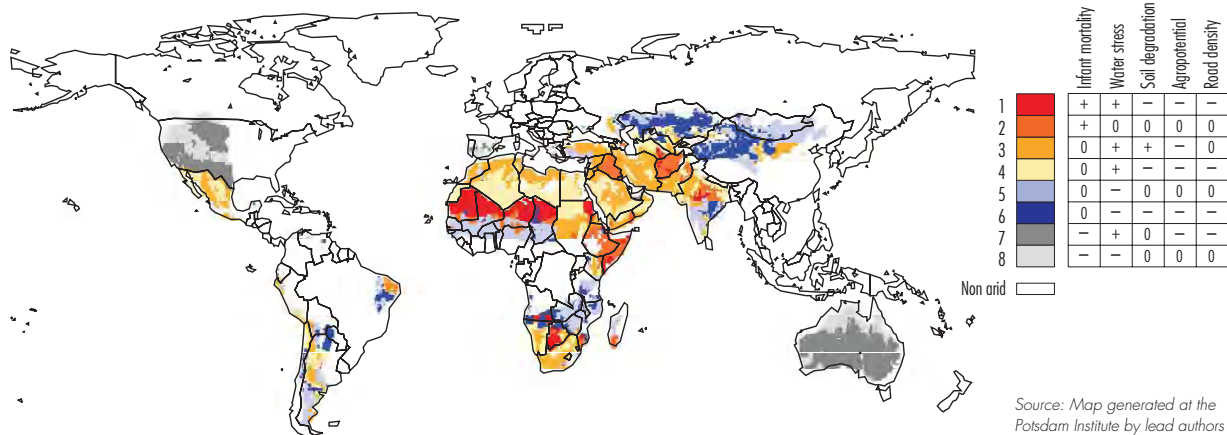 Infant mortality
Water stress
Soil degradation
Agropotential
Road density
1 + + – – –
2 + 0 0 0 0
3 0 + + – 0
4 0 + – – –
5 0 – 0 0 0
6 0 – – – –
7 – + 0 – –
8 – – 0 0 0
Non arid
Source: Map generated at the
Potsdam Institute by lead authors